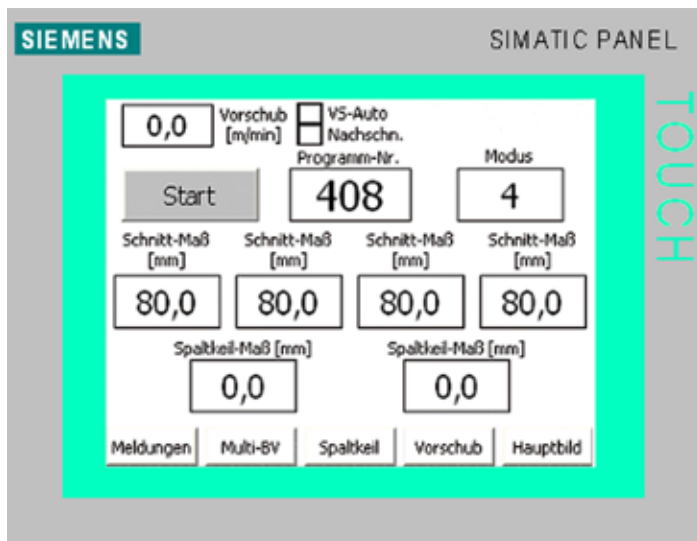 SIEMENS
SIMATIC PANEL
TOUCH
0,0 Vorschub [m/min] VS-Auto
Nachschn.
Programm-Nr. Modus
Start 408 4
Schnitt-Maß [mm] Schnitt-Maß [mm] Schnitt-Maß [mm] Schnitt-Maß [mm]
80,0 80,0 80,0 80,0
Spaltkeil-Maß [mm] Spaltkeil-Maß [mm]
0,0 0,0
Meldungen Multi-BV Spaltkeil Vorschub Hauptbild